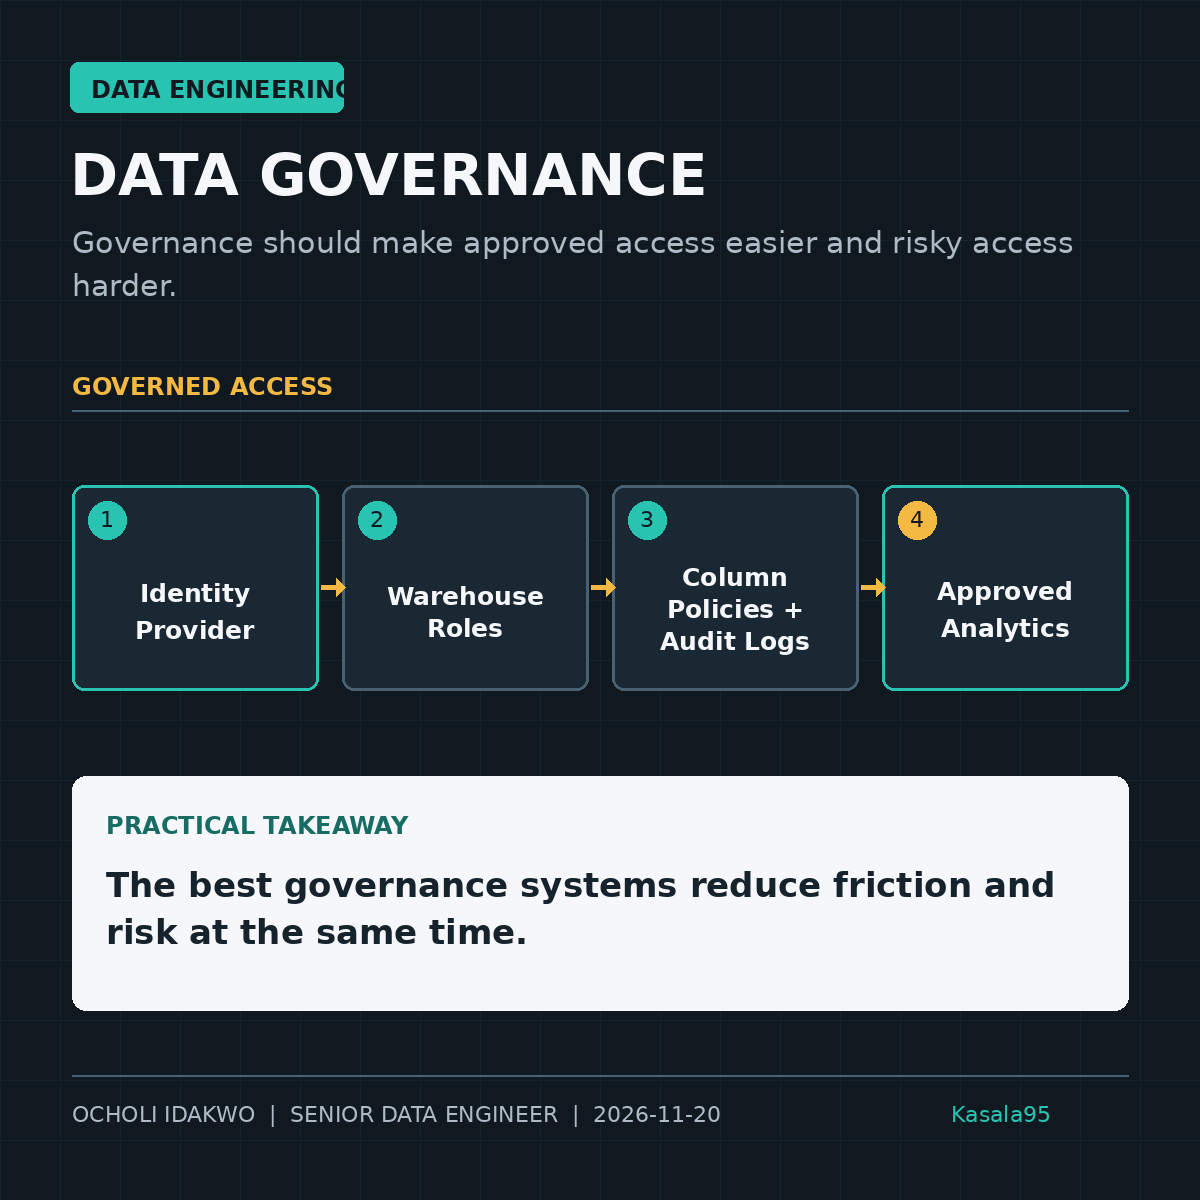 DATA ENGINEERING
DATA GOVERNANCE
Governance should make approved access easier and risky access
harder.
GOVERNED ACCESS
1
Identity
Provider
2
Warehouse
Roles
3
Column
Policies +
Audit Logs
4
Approved
Analytics
PRACTICAL TAKEAWAY
The best governance systems reduce friction and
risk at the same time.
OCHOLI IDAKWO | SENIOR DATA ENGINEER | 2026-11-20
Kasala95